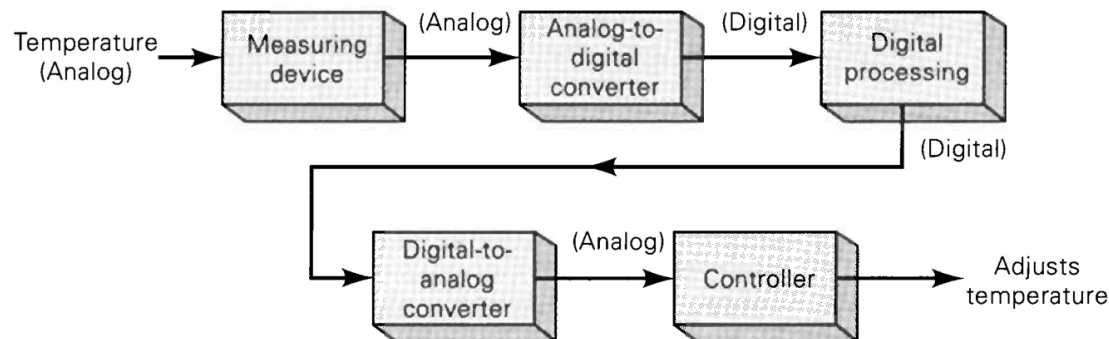 Temperature
(Analog)
Measuring
device
(Analog)
Analog-to-
digital
converter
(Digital)
Digital
processing
(Digital)
Digital-to-
analog
converter
(Analog)
Controller
Adjusts
temperature